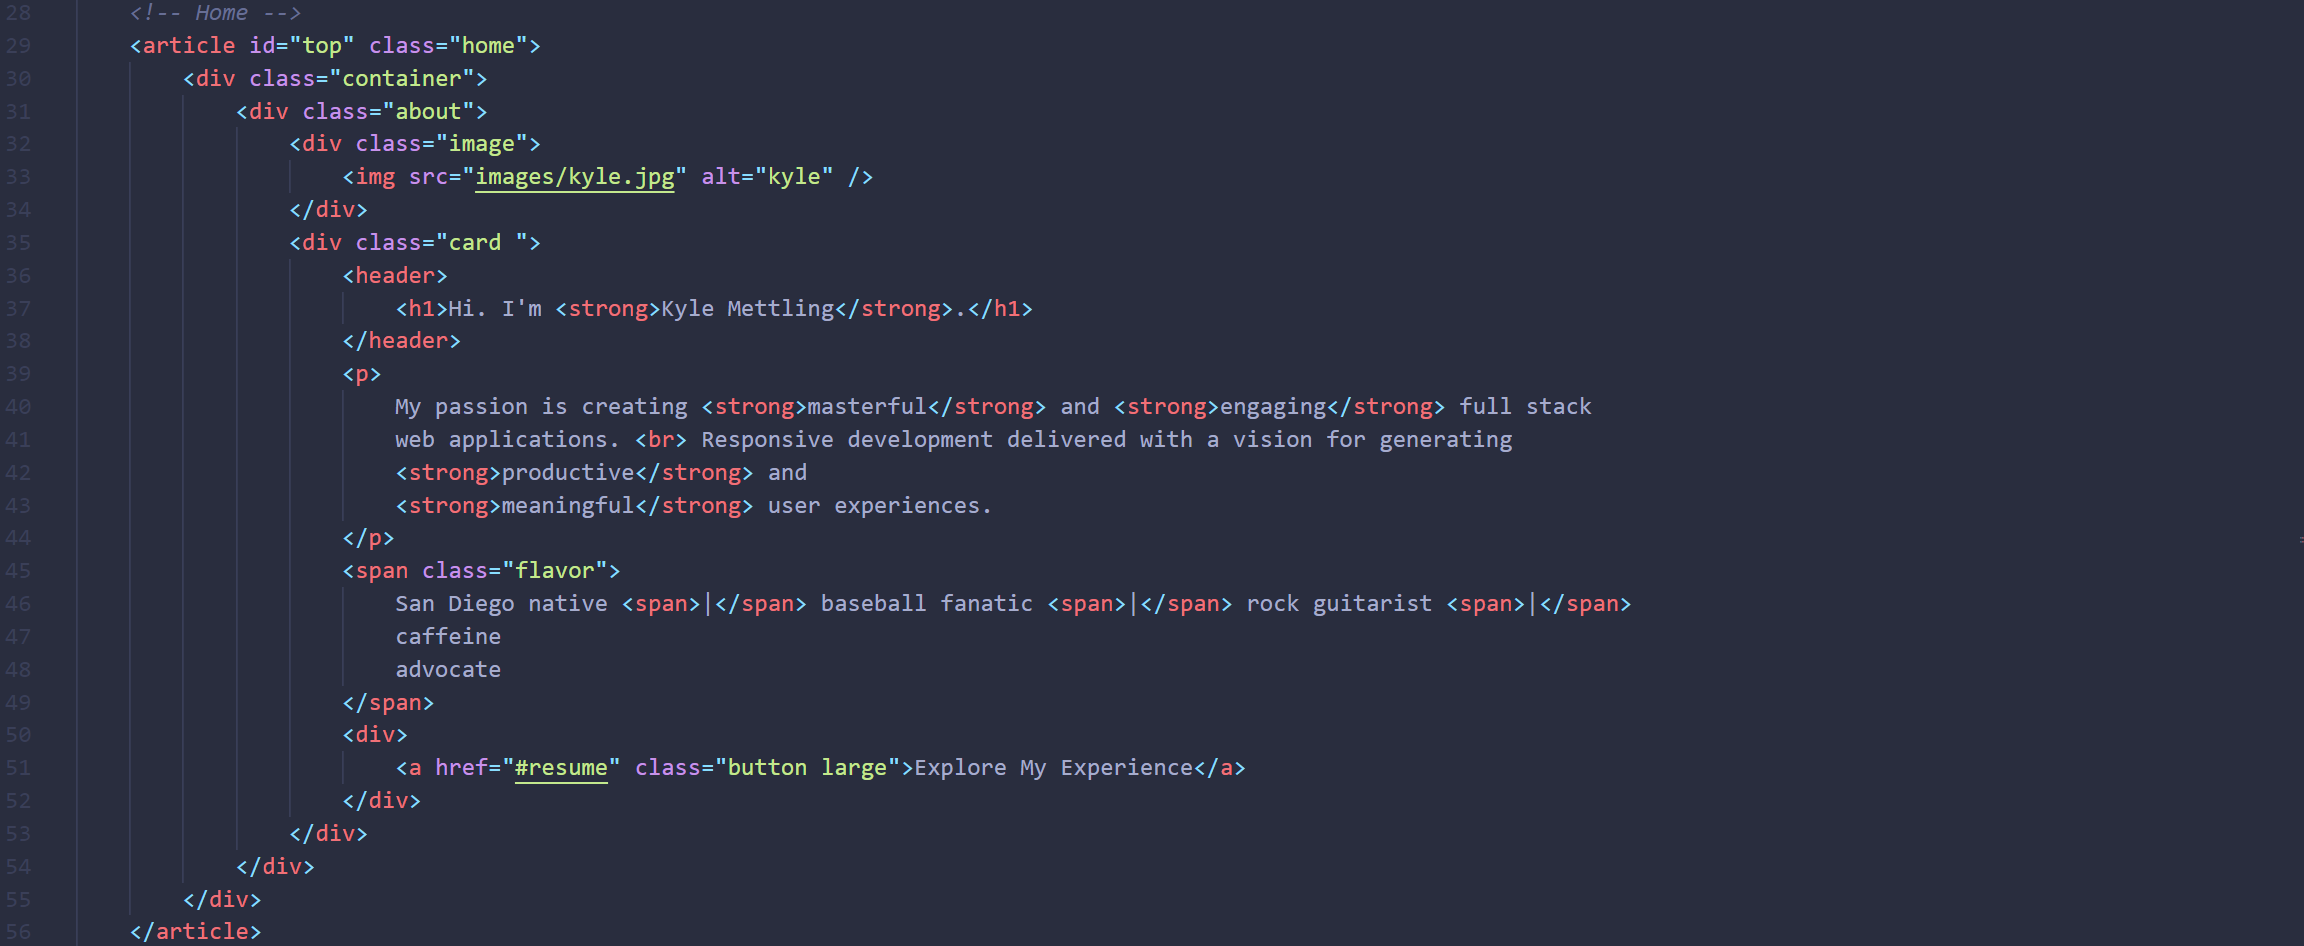 28 <!-- Home -->
29 <article id="top" class="home">
30 <div class="container">
31 <div class="about">
32 <div class="image">
33 <img src="images/kyle.jpg" alt="kyle" />
34 </div>
35 <div class="card ">
36 <header>
37 <h1>Hi. I'm <strong>Kyle Mettling</strong>.</h1>
38 </header>
39 <p>
40 My passion is creating <strong>masterful</strong> and <strong>engaging</strong> full stack
41 web applications. <br> Responsive development delivered with a vision for generating
42 <strong>productive</strong> and
43 <strong>meaningful</strong> user experiences.
44 </p>
45 <span class="flavor">
46 San Diego native <span>|</span> baseball fanatic <span>|</span> rock guitarist <span>|</span>
47 caffeine
48 advocate
49 </span>
50 <div>
51 <a href="#resume" class="button large">Explore My Experience</a>
52 </div>
53 </div>
54 </div>
55 </div>
56 </article>